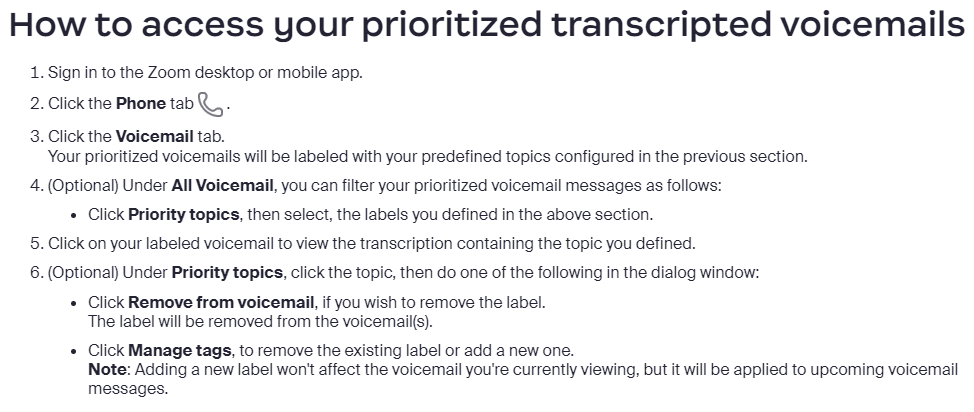 How to access your prioritized transcripted voicemails
1. Sign in to the Zoom desktop or mobile app.
2. Click the Phone tab .
3. Click the Voicemail tab.
Your prioritized voicemails will be labeled with your predefined topics configured in the previous section.
4. (Optional) Under All Voicemail, you can filter your prioritized voicemail messages as follows:
• Click Priority topics, then select, the labels you defined in the above section.
5. Click on your labeled voicemail to view the transcription containing the topic you defined.
6. (Optional) Under Priority topics, click the topic, then do one of the following in the dialog window:
• Click Remove from voicemail, if you wish to remove the label.
The label will be removed from the voicemail(s).
• Click Manage tags, to remove the existing label or add a new one.
Note: Adding a new label won't affect the voicemail you're currently viewing, but it will be applied to upcoming voicemail
messages.